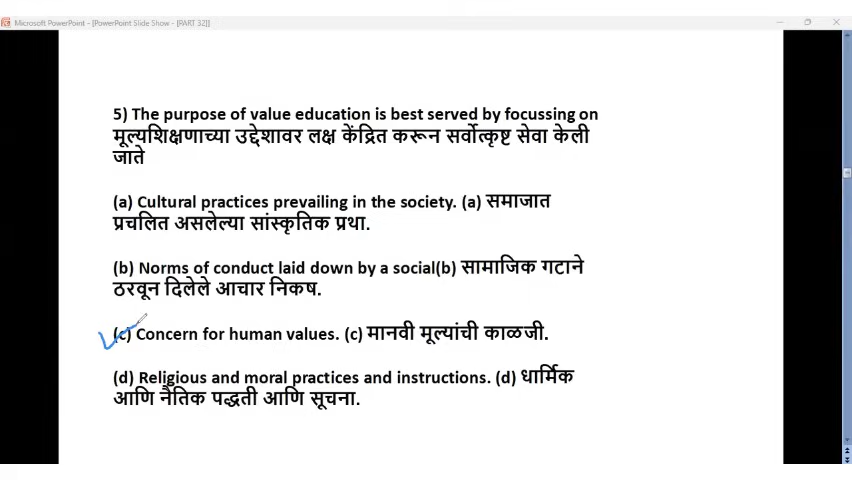 Microsoft PowerPoint - [PowerPoint Slide Show - [PART 32]]
5) The purpose of value education is best served by focussing on
मूल्यशिक्षणाच्या उद्देशावर लक्ष केंद्रित करून सर्वोत्कृष्ट सेवा केली
जाते
(a) Cultural practices prevailing in the society. (a) समाजात
प्रचलित असलेल्या सांस्कृतिक प्रथा.
(b) Norms of conduct laid down by a social(b) सामाजिक गटाने
ठरवून दिलेले आचार निकष.
(c) Concern for human values. (c) मानवी मूल्यांची काळजी.
(d) Religious and moral practices and instructions. (d) धार्मिक
आणि नैतिक पद्धती आणि सूचना.